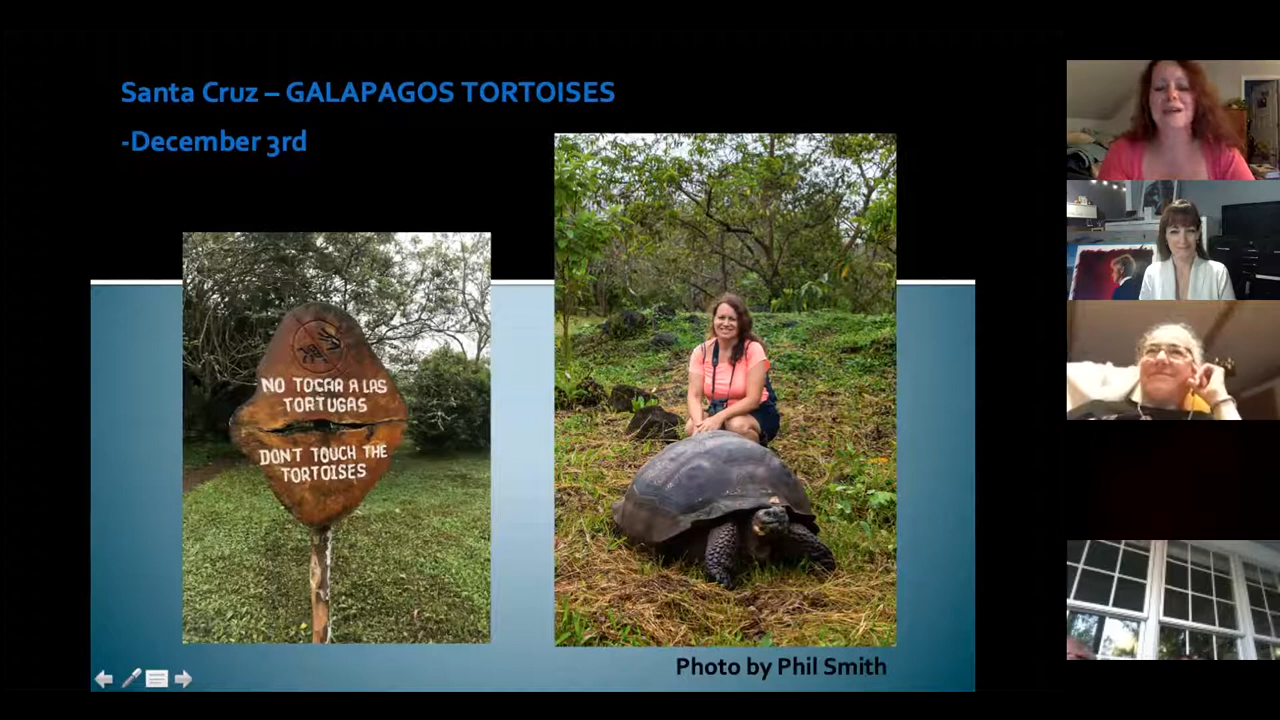 Santa Cruz – GALAPAGOS TORTOISES
-December 3rd
NO TOCAR A LAS
TORTUGAS
DON'T TOUCH THE
TORTOISES
Photo by Phil Smith